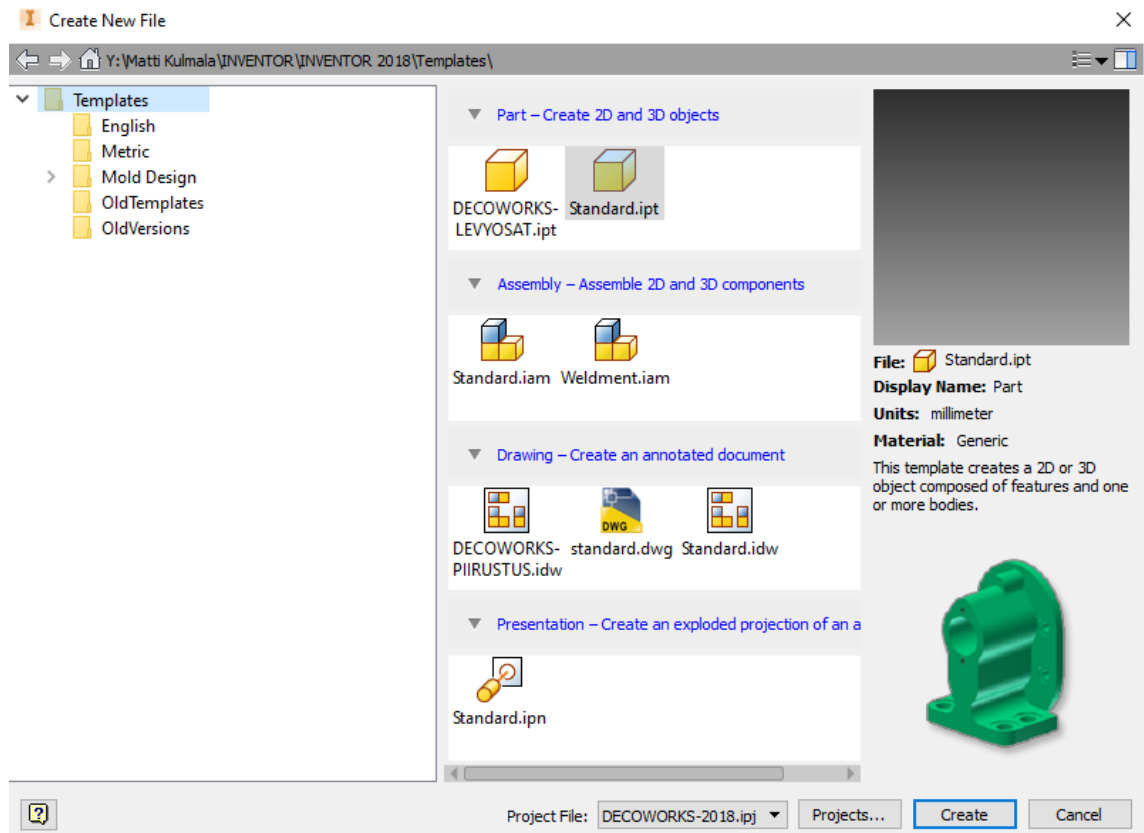 Create New File
Y:\Matti Kulmala\INVENTOR\INVENTOR 2018\Templates\
Templates
English
Metric
Mold Design
OldTemplates
OldVersions
Part – Create 2D and 3D objects
DECOWORKS-
LEVYOSAT.ipt
Standard.ipt
Assembly – Assemble 2D and 3D components
Standard.iam
Weldment.iam
Drawing – Create an annotated document
DECOWORKS-
PIIRUSTUS.idw
DWG
standard.dwg
Standard.idw
Presentation – Create an exploded projection of an a
Standard.ipn
File: Standard.ipt
Display Name: Part
Units: millimeter
Material: Generic
This template creates a 2D or 3D
object composed of features and one
or more bodies.
Project File: DECOWORKS-2018.ipj
Projects...
Create
Cancel